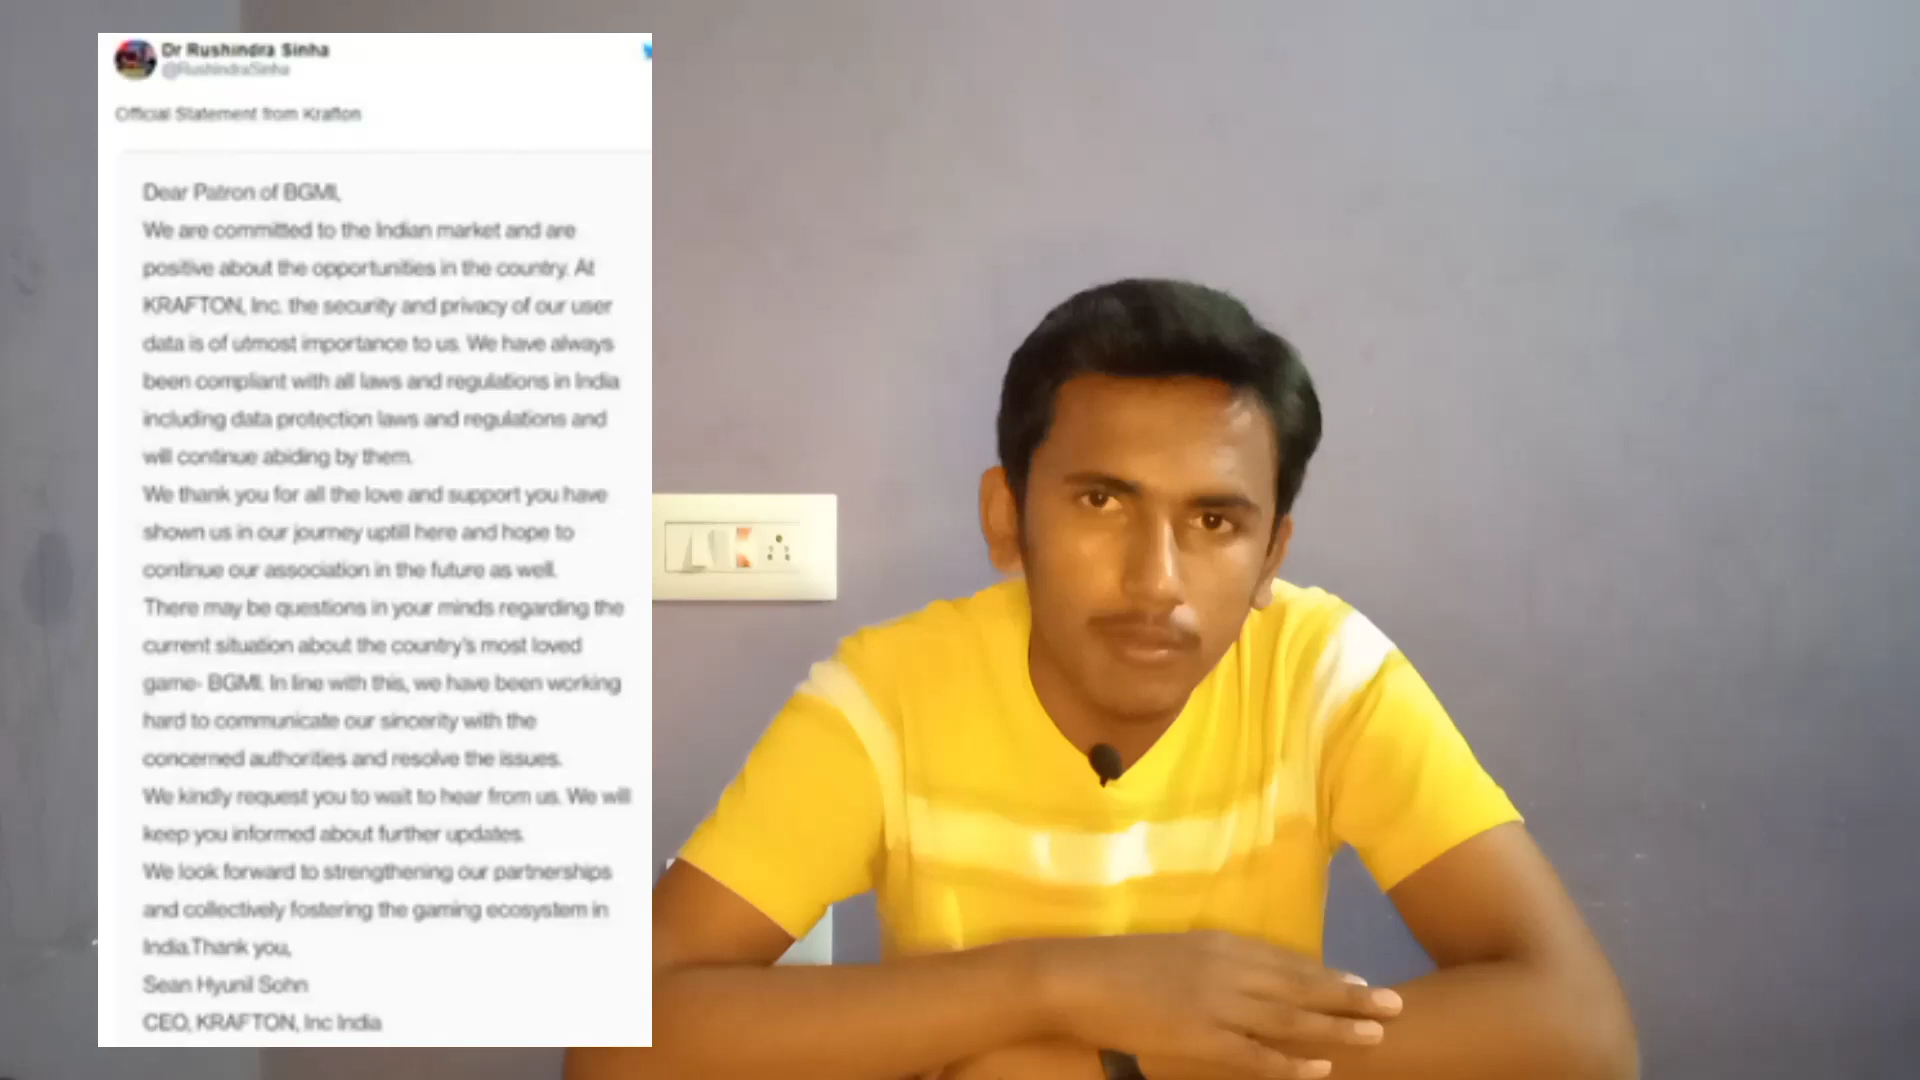 Dr Rushindra Sinha
@RushindraSinha
Official Statement from Krafton
Dear Patron of BGMI,
We are committed to the Indian market and are
positive about the opportunities in the country. At
KRAFTON, Inc. the security and privacy of our user
data is of utmost importance to us. We have always
been compliant with all laws and regulations in India
including data protection laws and regulations and
will continue abiding by them.
We thank you for all the love and support you have
shown us in our journey uptill here and hope to
continue our association in the future as well.
There may be questions in your minds regarding the
current situation about the country's most loved
game- BGMI. In line with this, we have been working
hard to communicate our sincerity with the
concerned authorities and resolve the issues.
We kindly request you to wait to hear from us. We will
keep you informed about further updates.
We look forward to strengthening our partnerships
and collectively fostering the gaming ecosystem in
India.Thank you,
Sean Hyunil Sohn
CEO, KRAFTON, Inc India